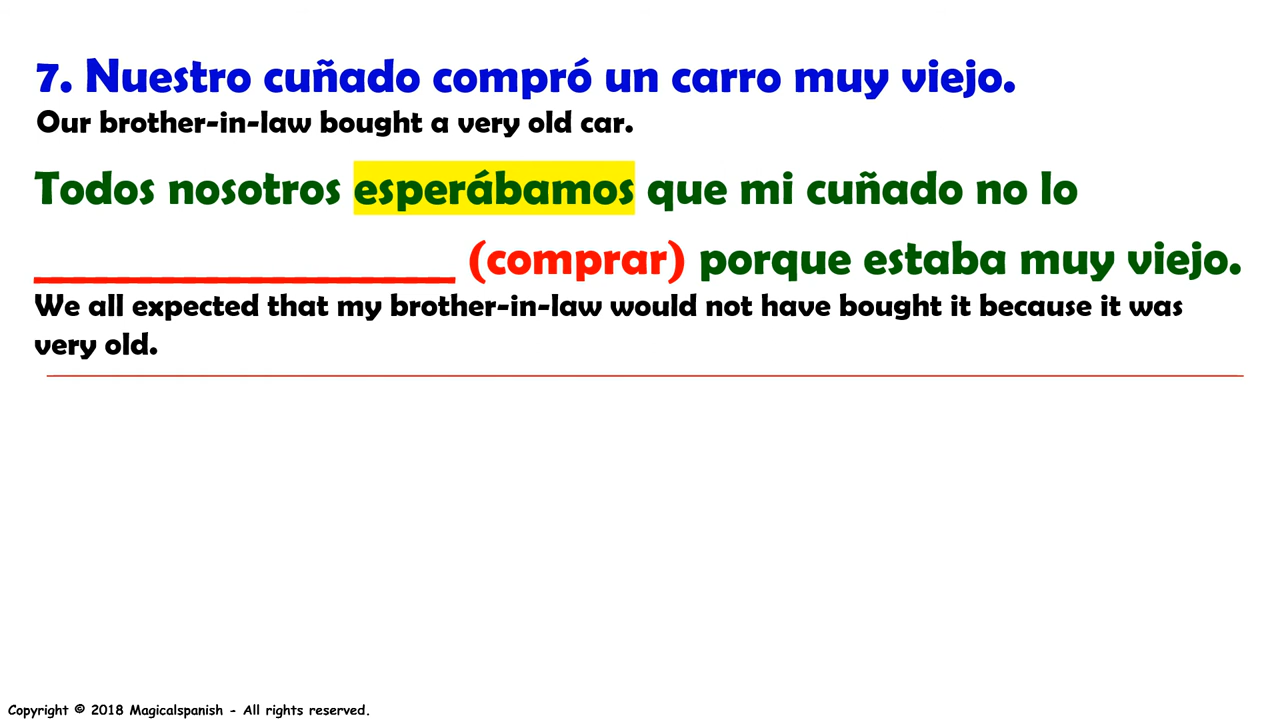 7. Nuestro cuñado compró un carro muy viejo.
Our brother-in-law bought a very old car.
Todos nosotros esperábamos que mi cuñado no lo
____________________ (comprar) porque estaba muy viejo.
We all expected that my brother-in-law would not have bought it because it was
very old.
Copyright © 2018 Magicalspanish - All rights reserved.